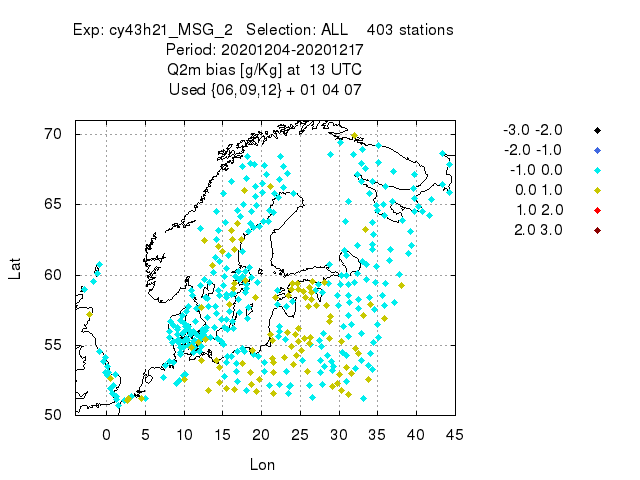 Exp: cy43h21_MSG_2 Selection: ALL 403 stations
Period: 20201204-20201217
Q2m bias [g/Kg] at 13 UTC
Used {06,09,12} + 01 04 07
-3.0 -2.0
-2.0 -1.0
-1.0 0.0
0.0 1.0
1.0 2.0
2.0 3.0
70
65
60
55
50
Lat
0 5 10 15 20 25 30 35 40 45
Lon